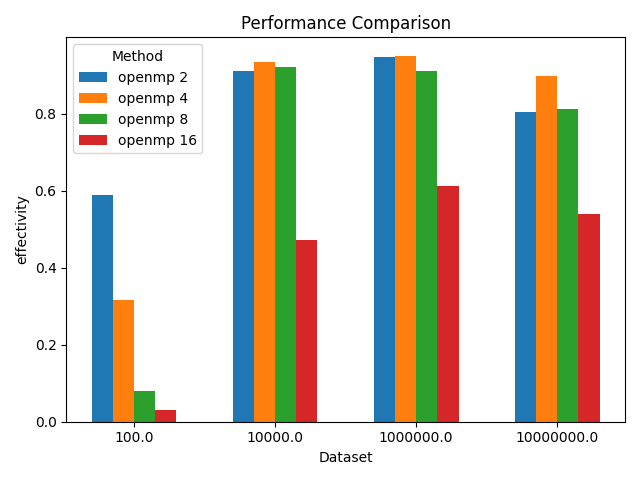 Performance Comparison
Method
openmp 2
openmp 4
openmp 8
openmp 16
effectivity
0.8
0.6
0.4
0.2
0.0
100.0
10000.0
1000000.0
10000000.0
Dataset